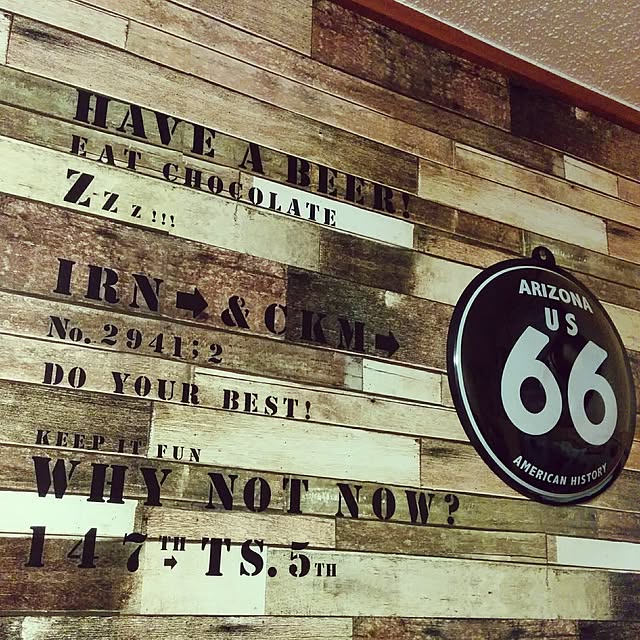 HAVE A BEER!
EAT CHOCOLATE
Zzz!!!
IRN➡&CKM➡
No. 2941;2
DO YOUR BEST!
KEEP IT FUN
WHY NOT NOW?
147TH➡TS.5TH
ARIZONA
US
66
AMERICAN HISTORY